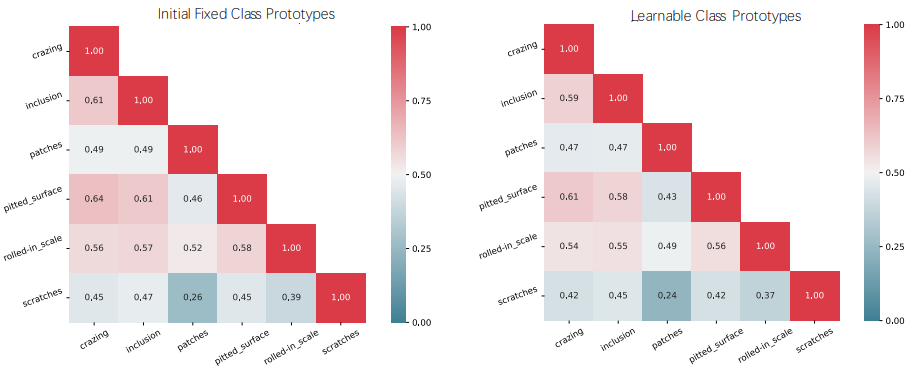 Initial Fixed Class Prototypes
crazing 1.00
inclusion 0.61 1.00
patches 0.49 0.49 1.00
pitted_surface 0.64 0.61 0.46 1.00
rolled-in_scale 0.56 0.57 0.52 0.58 1.00
scratches 0.45 0.47 0.26 0.45 0.39 1.00
crazing inclusion patches pitted_surface rolled-in_scale scratches
1.00
0.75
0.50
0.25
0.00
Learnable Class Prototypes
crazing 1.00
inclusion 0.59 1.00
patches 0.47 0.47 1.00
pitted_surface 0.61 0.58 0.43 1.00
rolled-in_scale 0.54 0.55 0.49 0.56 1.00
scratches 0.42 0.45 0.24 0.42 0.37 1.00
crazing inclusion patches pitted_surface rolled-in_scale scratches
1.00
0.75
0.50
0.25
0.00